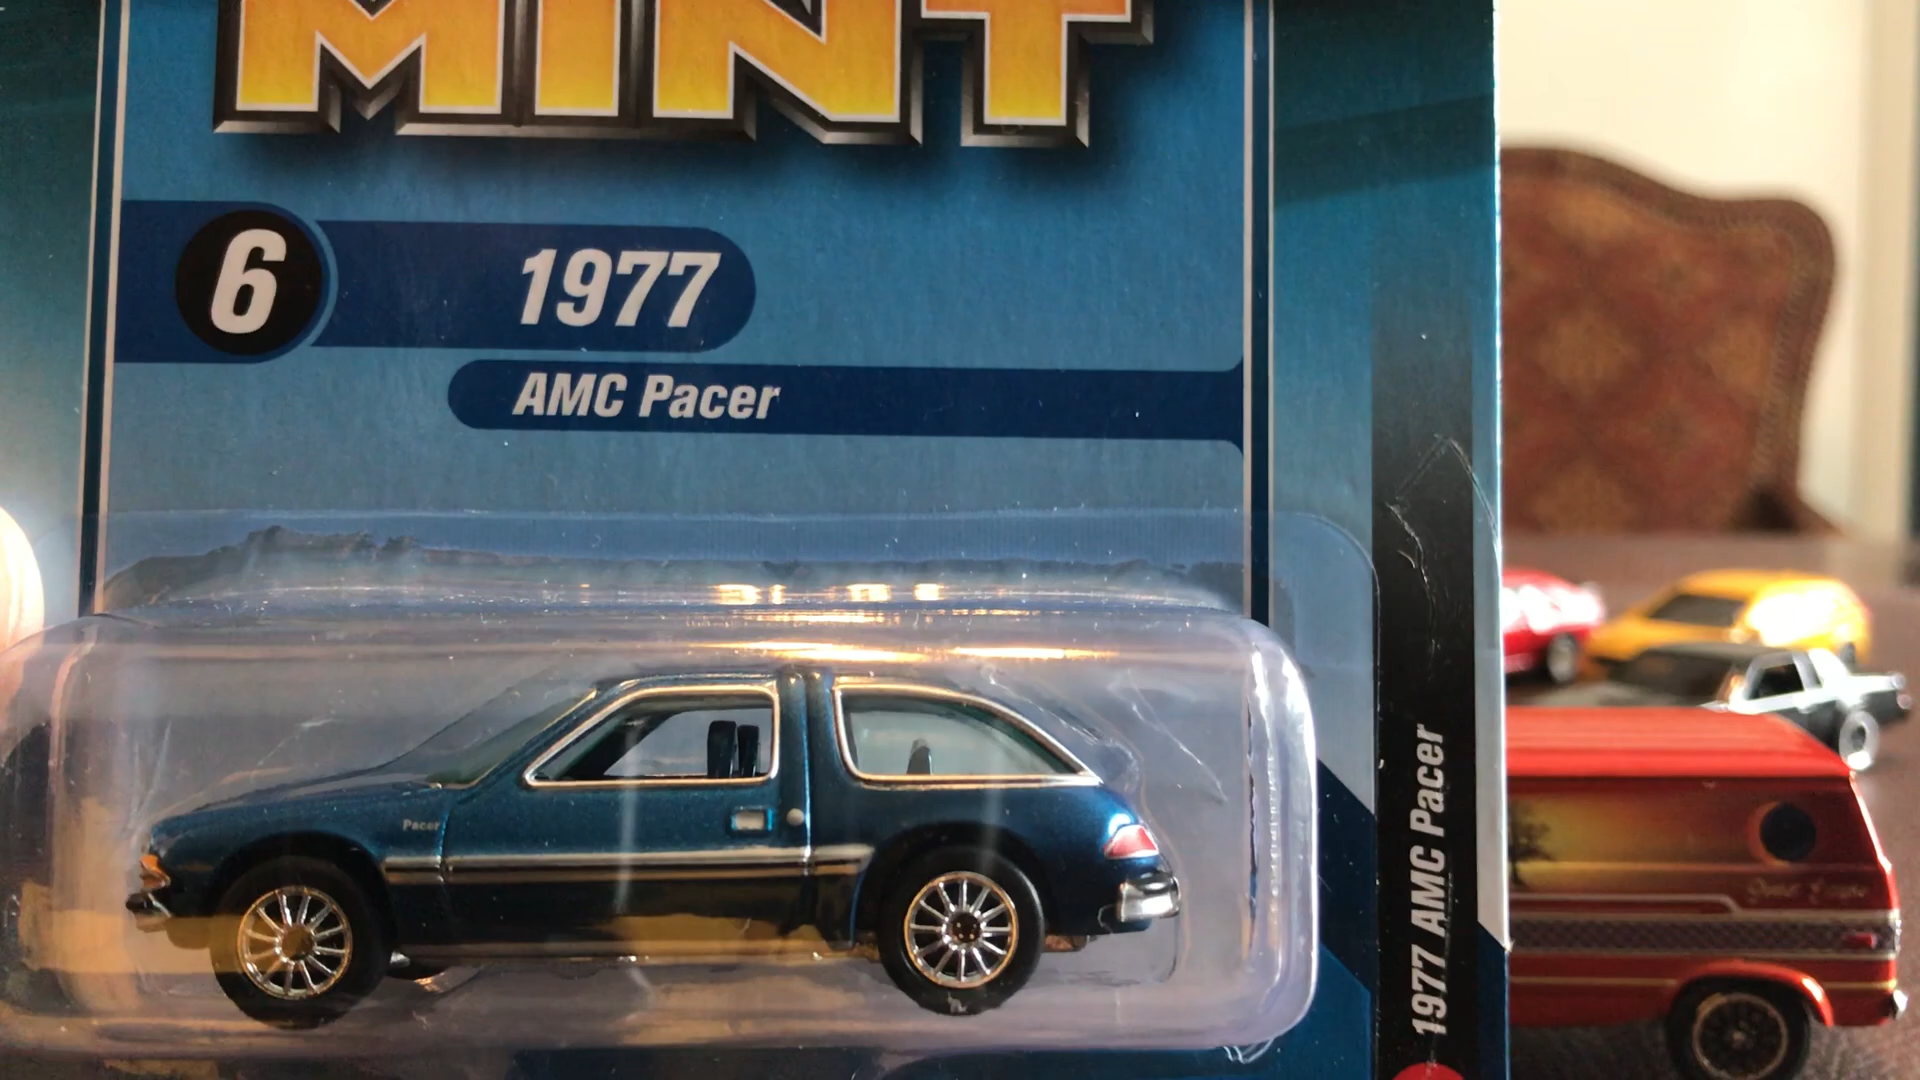 MINT
6
1977
AMC Pacer
Pacer
1977 AMC Pacer